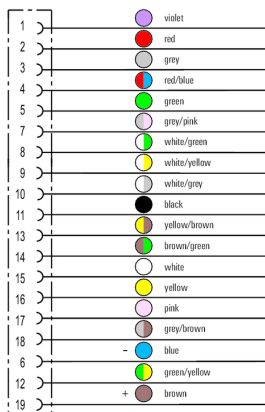 violet
1
red
2
grey
3
red/blue
4
green
5
grey/pink
7
white/green
8
white/yellow
9
white/grey
10
black
11
yellow/brown
13
brown/green
14
white
15
yellow
16
pink
17
grey/brown
18
- blue
6
green/yellow
12
+ brown
19